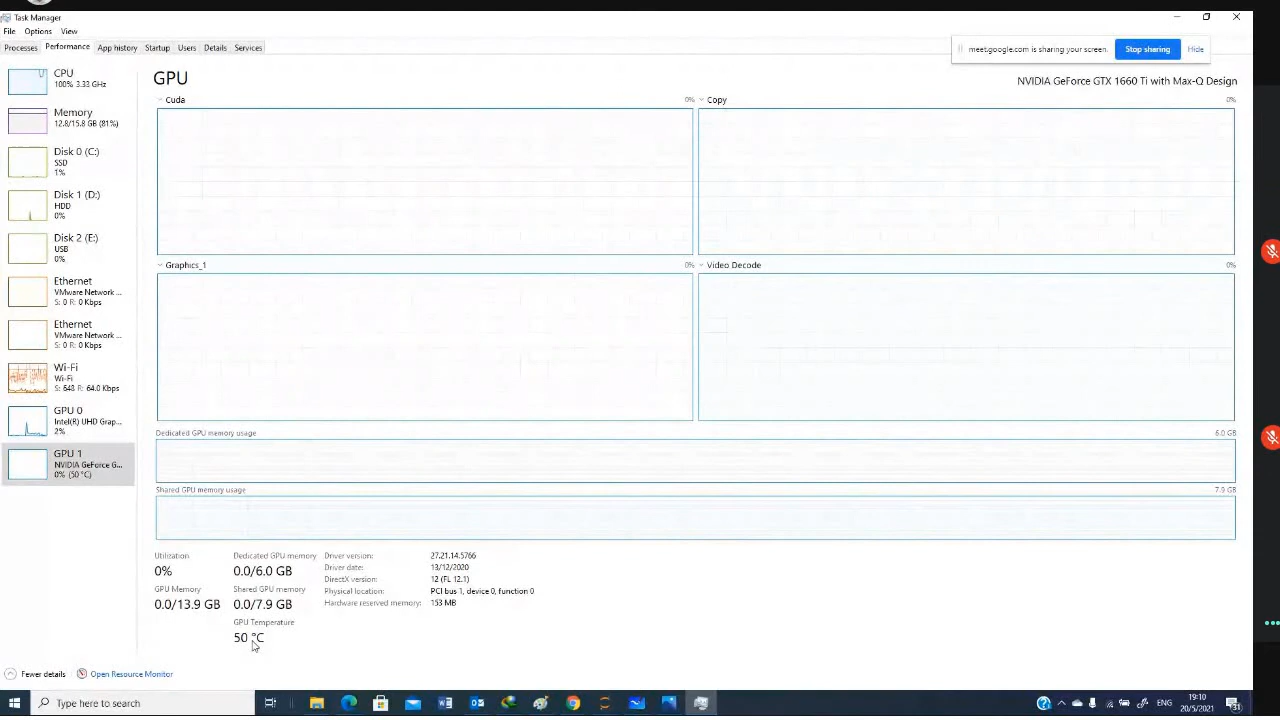 Task Manager
File Options View
Processes Performance App history Startup Users Details Services
meet.google.com is sharing your screen. Stop sharing Hide
CPU
100% 3.33 GHz
Memory
12.8/15.8 GB (81%)
Disk 0 (C:)
SSD
1%
Disk 1 (D:)
HDD
0%
Disk 2 (E:)
USB
0%
Ethernet
VMware Network ...
S: 0 R: 0 Kbps
Ethernet
VMware Network ...
S: 0 R: 0 Kbps
Wi-Fi
Wi-Fi
S: 648 R: 64.0 Kbps
GPU 0
Intel(R) UHD Grap...
2%
GPU 1
NVIDIA GeForce G...
0% (50 °C)
GPU
NVIDIA GeForce GTX 1660 Ti with Max-Q Design
Cuda 0%
Copy 0%
Graphics_1 0%
Video Decode 0%
Dedicated GPU memory usage 6.0 GB
Shared GPU memory usage 7.9 GB
Utilization
0%
Dedicated GPU memory
0.0/6.0 GB
GPU Memory
0.0/13.9 GB
Shared GPU memory
0.0/7.9 GB
GPU Temperature
50 °C
Driver version: 27.21.14.5766
Driver date: 13/12/2020
DirectX version: 12 (FL 12.1)
Physical location: PCI bus 1, device 0, function 0
Hardware reserved memory: 153 MB
Fewer details Open Resource Monitor
Type here to search
ENG
19:10
20/5/2021